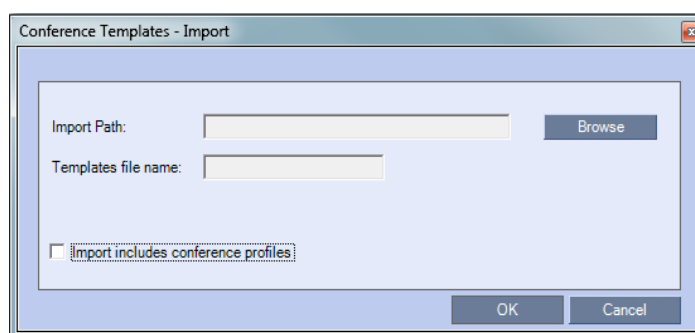 Conference Templates - Import
Import Path:
Browse
Templates file name:
Import includes conference profiles
OK
Cancel